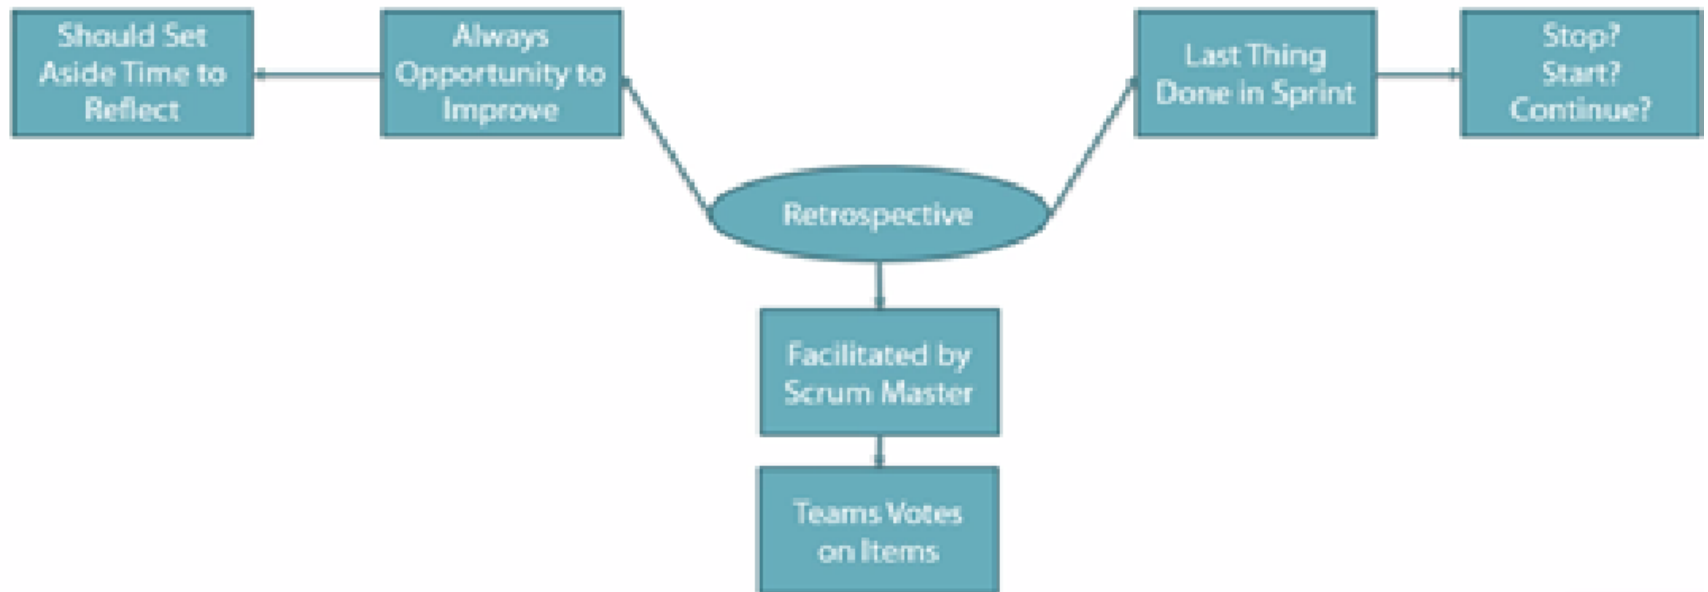 Should Set
Aside Time to
Reflect
Always
Opportunity to
Improve
Last Thing
Done in Sprint
Stop?
Start?
Continue?
Retrospective
Facilitated by
Scrum Master
Teams Votes
on Items